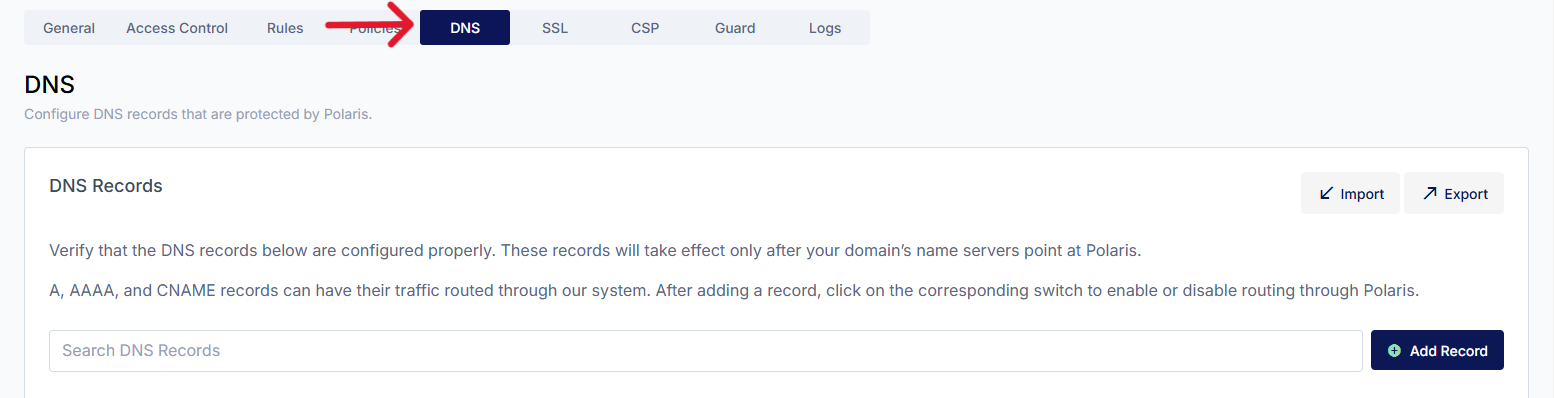 General Access Control Rules Policies DNS SSL CSP Guard Logs
DNS
Configure DNS records that are protected by Polaris.
DNS Records
Import Export
Verify that the DNS records below are configured properly. These records will take effect only after your domain’s name servers point at Polaris.
A, AAAA, and CNAME records can have their traffic routed through our system. After adding a record, click on the corresponding switch to enable or disable routing through Polaris.
Search DNS Records Add Record